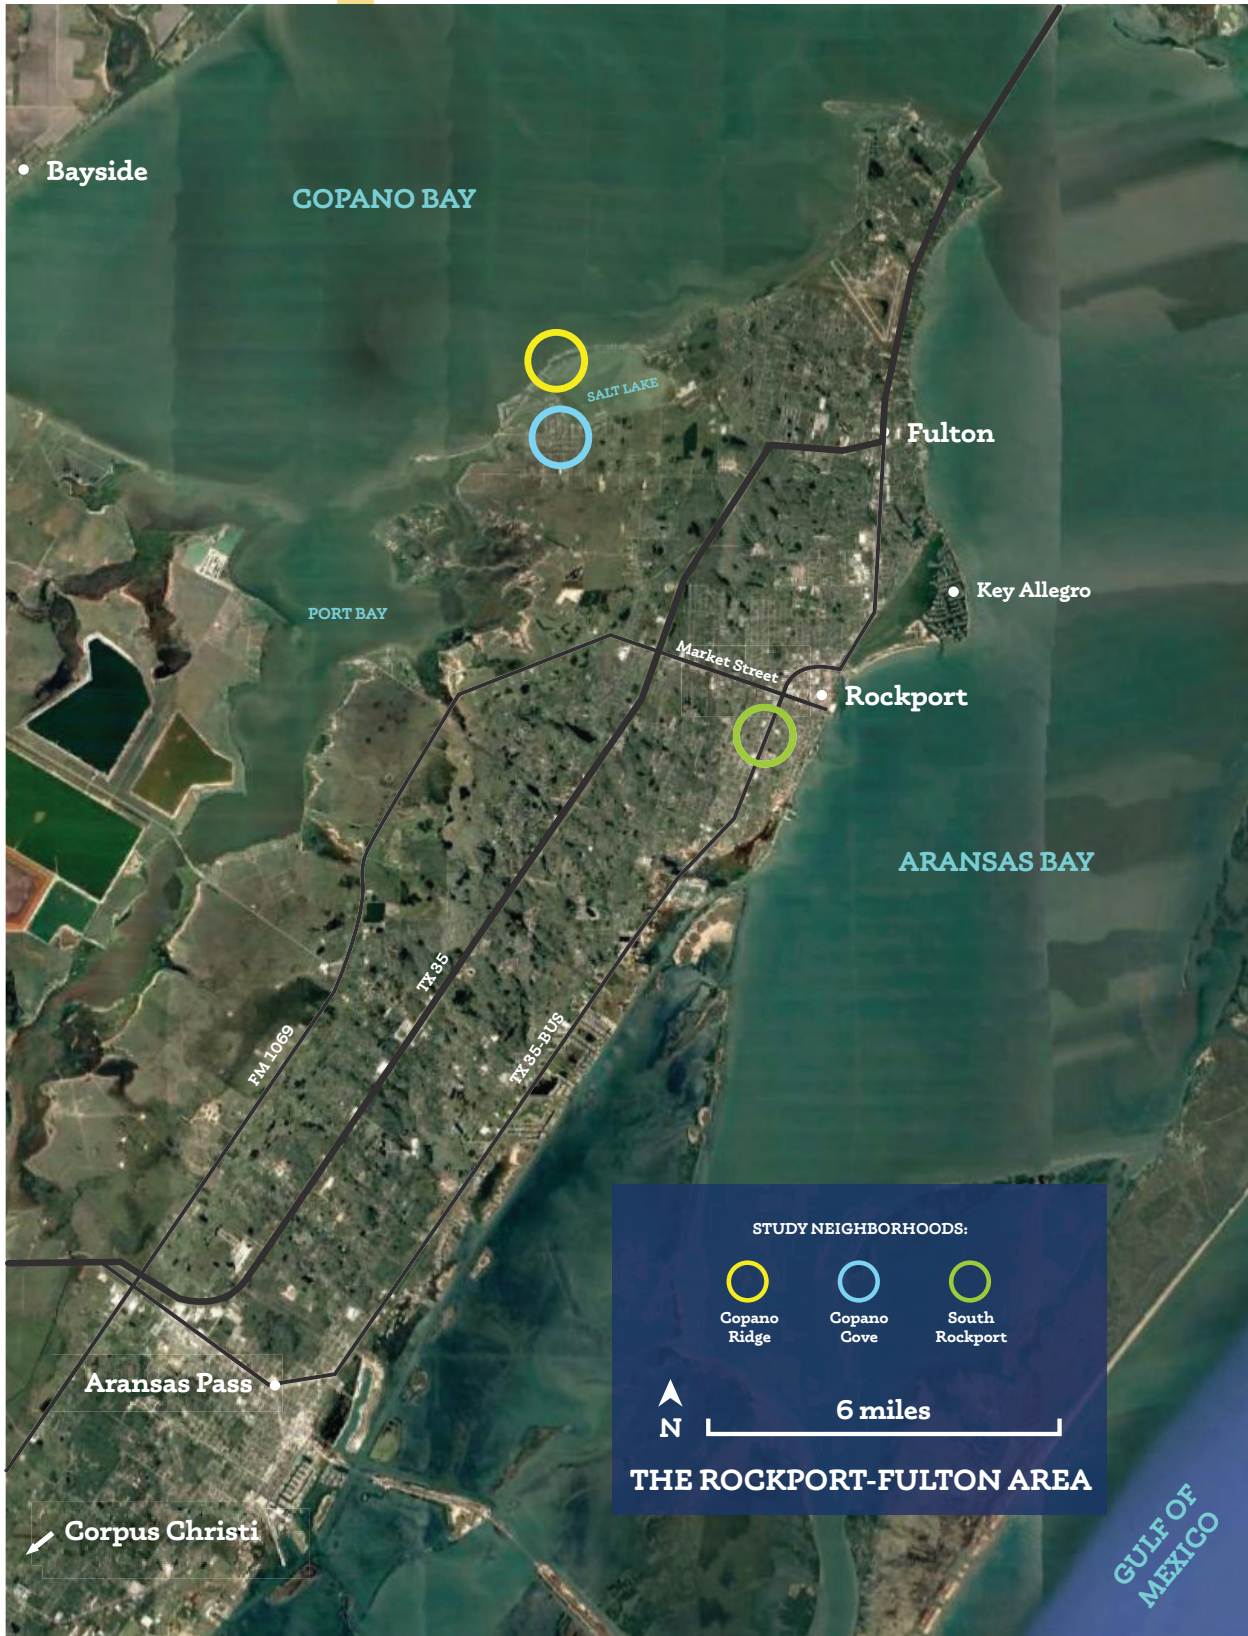 Bayside
COPANO BAY
SALT LAKE
Fulton
Key Allegro
PORT BAY
Market Street
Rockport
ARANSAS BAY
TX 35
FM 1069
TX 35-BUS
STUDY NEIGHBORHOODS:
Copano
Ridge
Copano
Cove
South
Rockport
Aransas Pass
N
6 miles
THE ROCKPORT-FULTON AREA
Corpus Christi
GULF OF
MEXICO